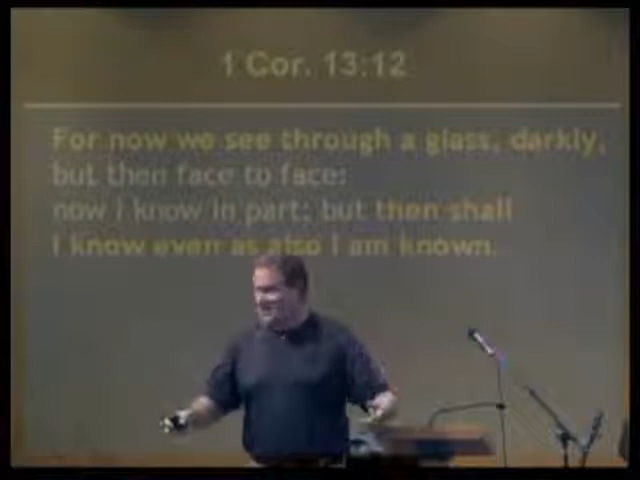 1 Cor. 13:12
For now we see through a glass, darkly,
but then face to face:
now I know in part; but then shall
I know even as also I am known.